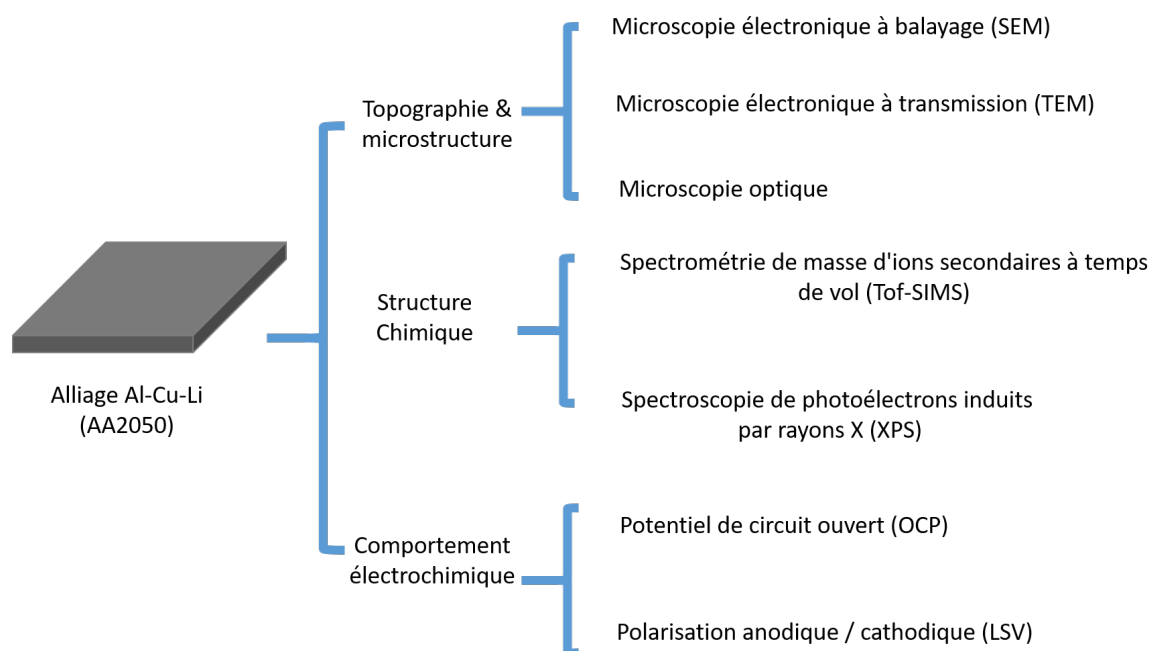 Microscopie électronique à balayage (SEM)
Topographie &
microstructure
Microscopie électronique à transmission (TEM)
Microscopie optique
Alliage Al-Cu-Li
(AA2050)
Structure
Chimique
Spectrométrie de masse d'ions secondaires à temps
de vol (Tof-SIMS)
Spectroscopie de photoélectrons induits
par rayons X (XPS)
Comportement
électrochimique
Potentiel de circuit ouvert (OCP)
Polarisation anodique / cathodique (LSV)